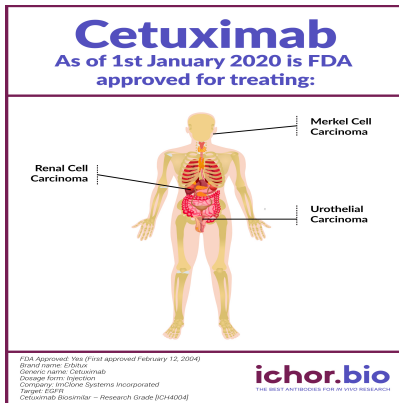 Cetuximab
As of 1st January 2020 is FDA
approved for treating:
Merkel Cell
Carcinoma
Renal Cell
Carcinoma
Urothelial
Carcinoma
FDA Approved: Yes (First approved February 12, 2004)
Brand name: Erbitux
Generic name: Cetuximab
Dosage form: Injection
Company: ImClone Systems Incorporated
Target: EGFR
Cetuximab Biosimilar – Research Grade [ICH4004]
ichor.bio
THE BEST ANTIBODIES FOR IN VIVO RESEARCH